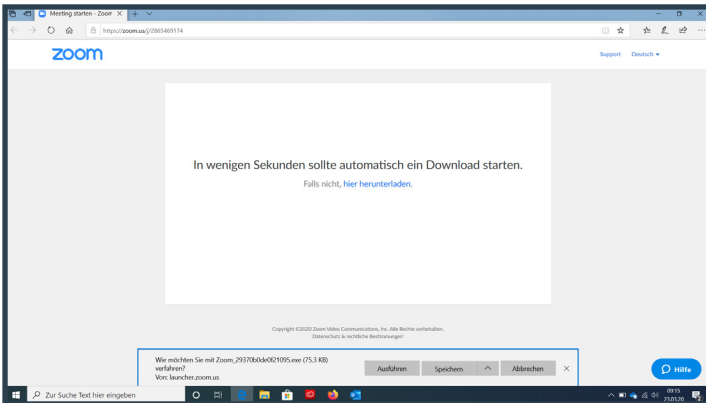 Meeting starten - Zoom
https://zoom.us/j/2865469174
zoom
Support Deutsch
In wenigen Sekunden sollte automatisch ein Download starten.
Falls nicht, hier herunterladen.
Copyright ©2020 Zoom Video Communications, Inc. Alle Rechte vorbehalten.
Datenschutz & rechtliche Bestimmungen!
Wie möchten Sie mit Zoom_29370b0de0f21095.exe (75.3 KB)
verfahren?
Von: launcher.zoom.us
Ausführen Speichern Abbrechen
Hilfe
Zur Suche Text hier eingeben
09:15
23.01.20